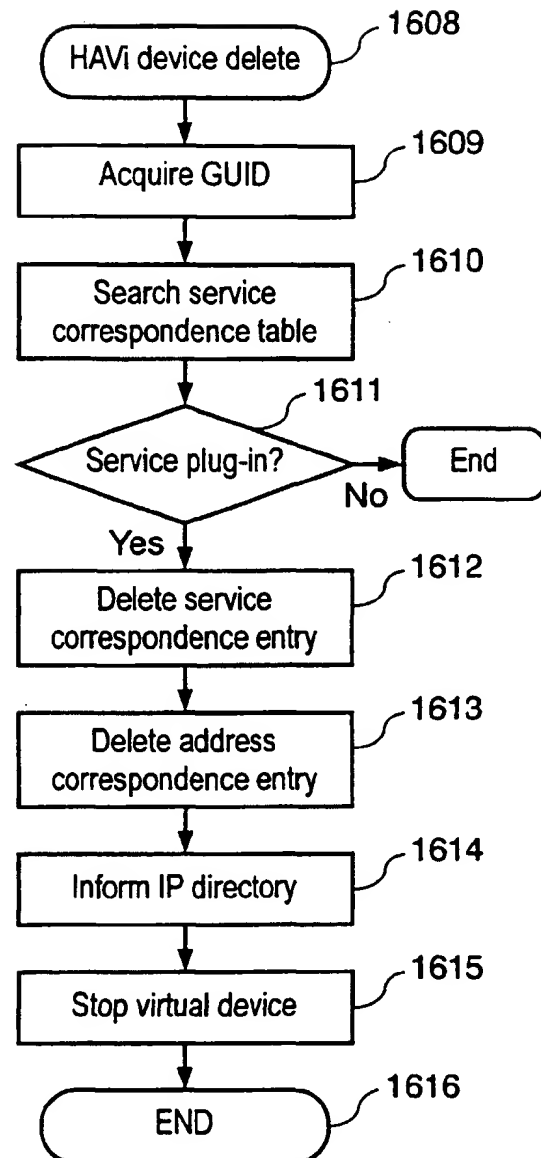 1608
HAVi device delete
1609
Acquire GUID
1610
Search service
correspondence table
1611
Service plug-in?
End
No
Yes
1612
Delete service
correspondence entry
1613
Delete address
correspondence entry
1614
Inform IP directory
1615
Stop virtual device
1616
END